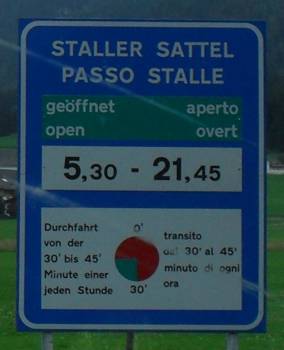 STALLER SATTEL
PASSO STALLE
geöffnet aperto
open overt
5,30 - 21,45
Durchfahrt
von der
30' bis 45'
Minute einer
jeden Stunde
0'
30'
transito
dal 30' al 45'
minuto di ogni
ora